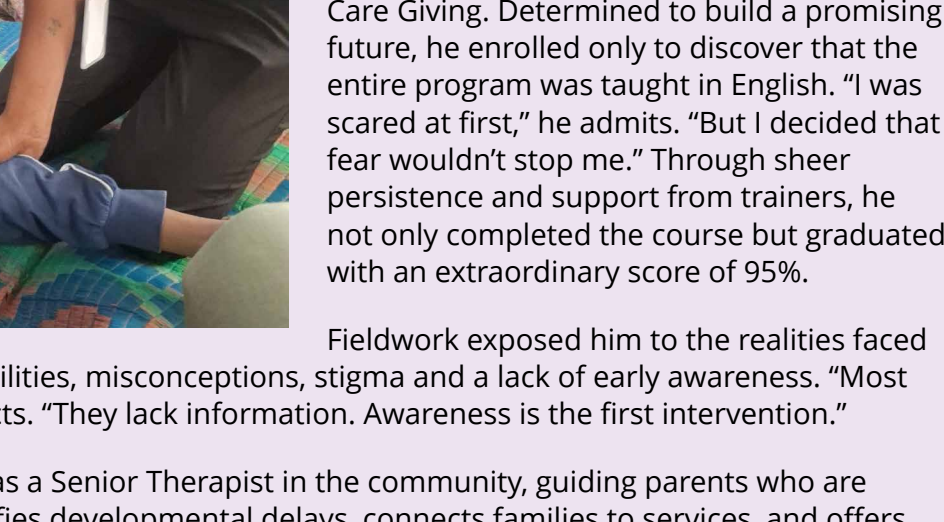 Care Giving. Determined to build a promising
future, he enrolled only to discover that the
entire program was taught in English. “I was
scared at first,” he admits. “But I decided that
fear wouldn’t stop me.” Through sheer
persistence and support from trainers, he
not only completed the course but graduated
with an extraordinary score of 95%.
Fieldwork exposed him to the realities faced
misconceptions, stigma and a lack of early awareness. “Most
“They lack information. Awareness is the first intervention.”
as a Senior Therapist in the community, guiding parents who are
developmental delays, connects families to services, and offers